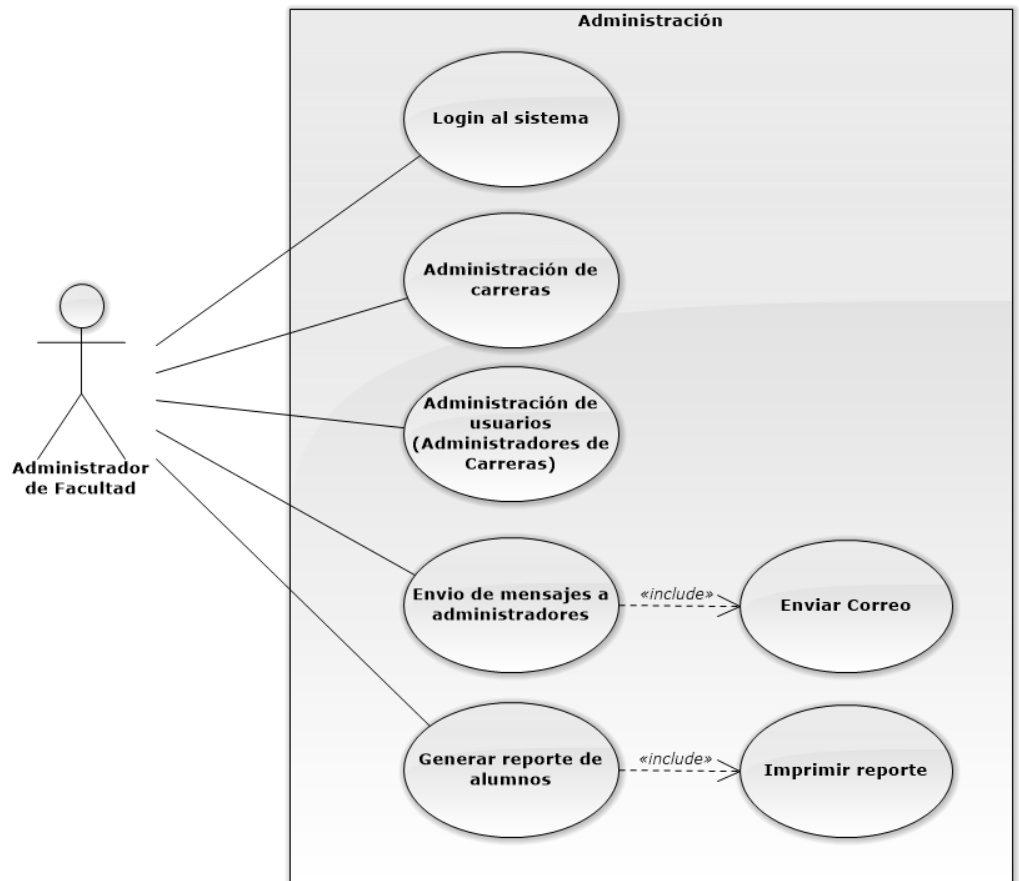 Administración
Login al sistema
Administración de
carreras
Administración de
usuarios
(Administradores de
Carreras)
Administrador
de Facultad
Envio de mensajes a
administradores
«include»
Enviar Correo
Generar reporte de
alumnos
«include»
Imprimir reporte